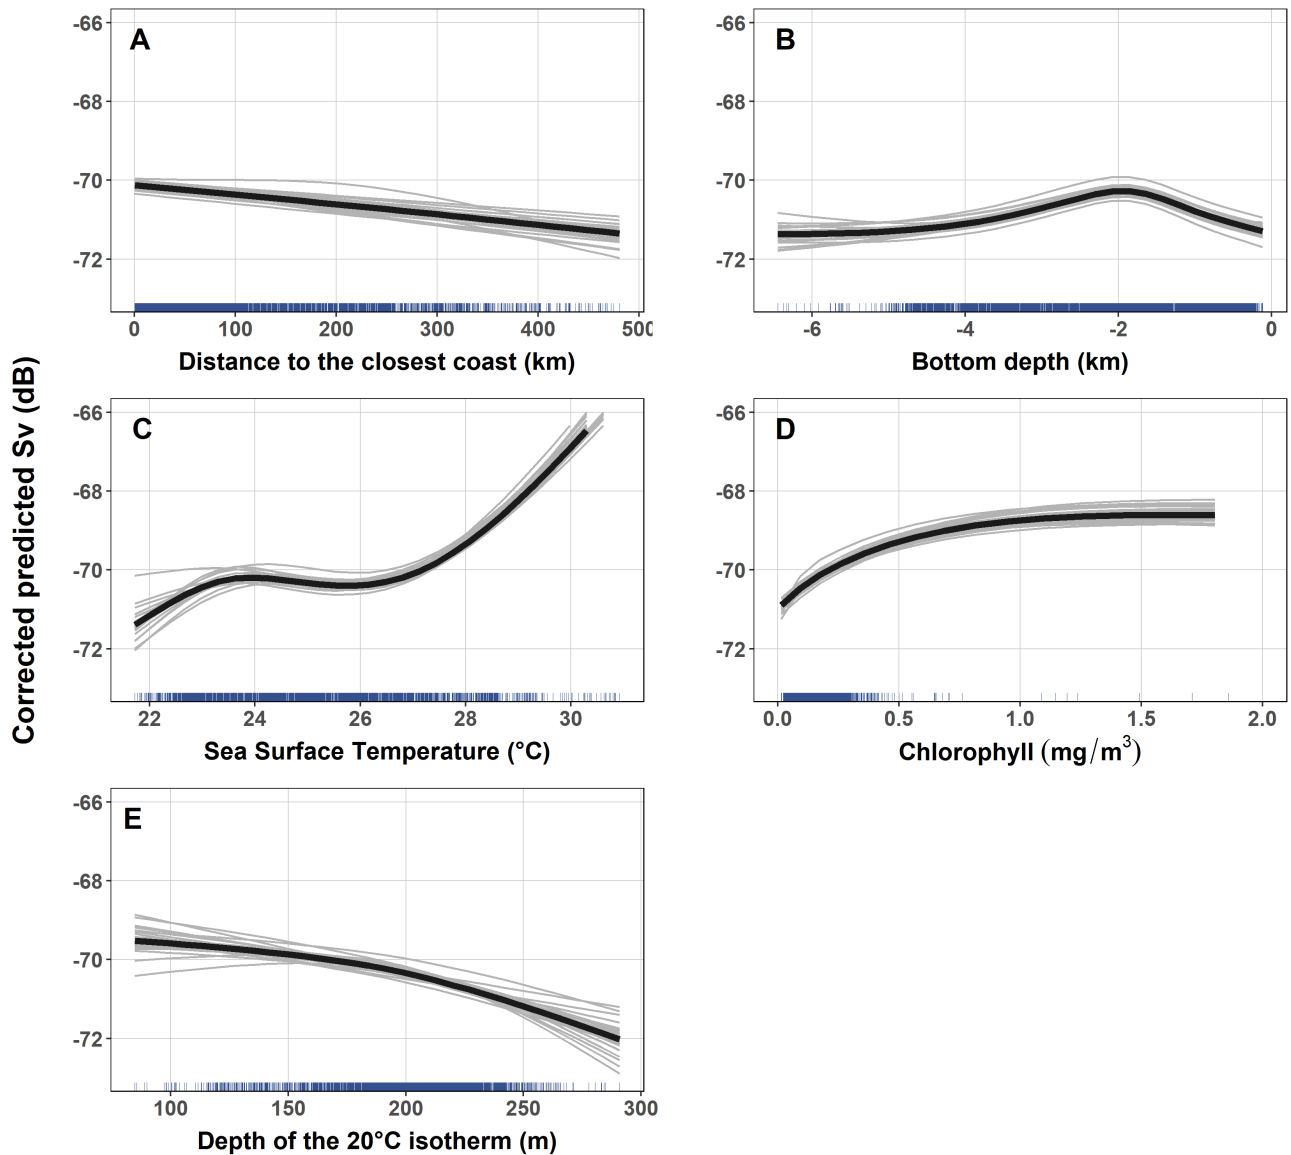 A
-66
-68
-70
-72
0 100 200 300 400 500
Distance to the closest coast (km)
B
-66
-68
-70
-72
-6 -4 -2 0
Bottom depth (km)
Corrected predicted Sv (dB)
C
-66
-68
-70
-72
22 24 26 28 30
Sea Surface Temperature (°C)
D
-66
-68
-70
-72
0.0 0.5 1.0 1.5 2.0
Chlorophyll (mg/m³)
E
-66
-68
-70
-72
100 150 200 250 300
Depth of the 20°C isotherm (m)